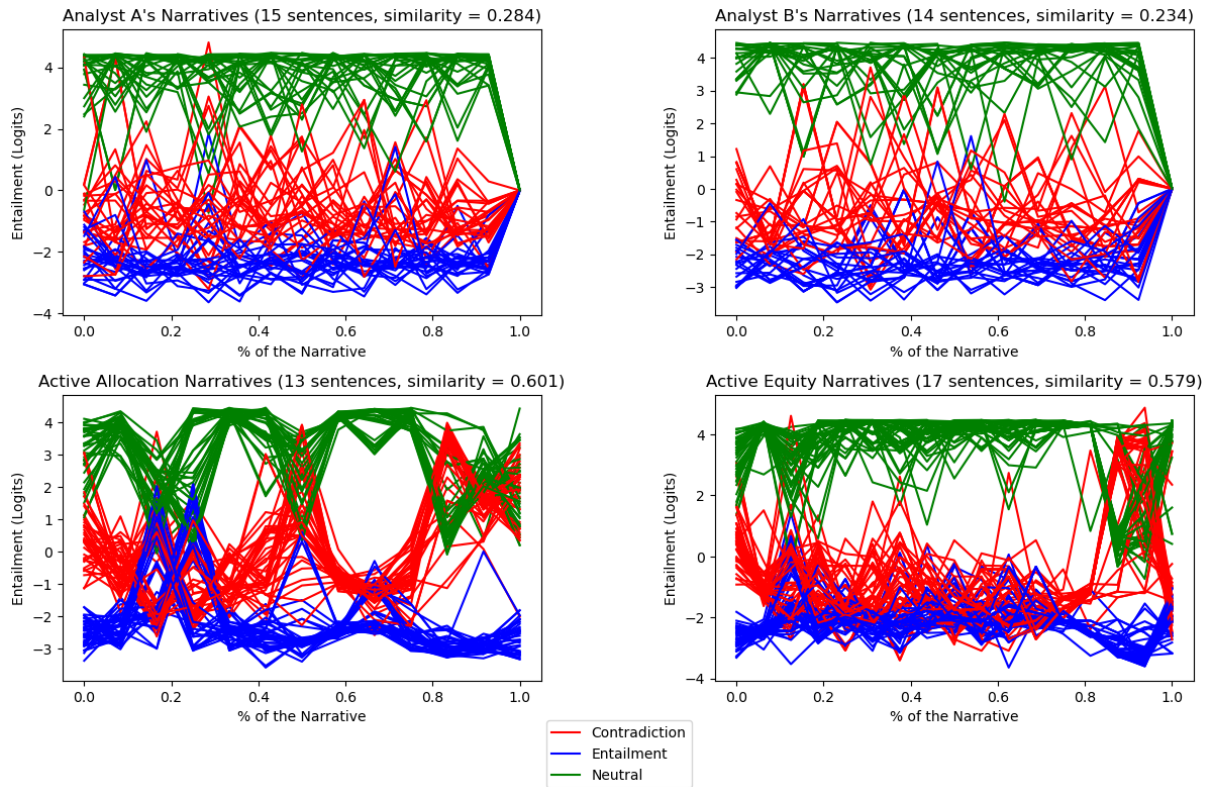 Analyst A's Narratives (15 sentences, similarity = 0.284)
Entailment (Logits)
4
2
0
−2
−4
0.0 0.2 0.4 0.6 0.8 1.0
% of the Narrative
Analyst B's Narratives (14 sentences, similarity = 0.234)
Entailment (Logits)
4
3
2
1
0
−1
−2
−3
0.0 0.2 0.4 0.6 0.8 1.0
% of the Narrative
Active Allocation Narratives (13 sentences, similarity = 0.601)
Entailment (Logits)
4
3
2
1
0
−1
−2
−3
0.0 0.2 0.4 0.6 0.8 1.0
% of the Narrative
Active Equity Narratives (17 sentences, similarity = 0.579)
Entailment (Logits)
4
2
0
−2
−4
0.0 0.2 0.4 0.6 0.8 1.0
% of the Narrative
Contradiction
Entailment
Neutral